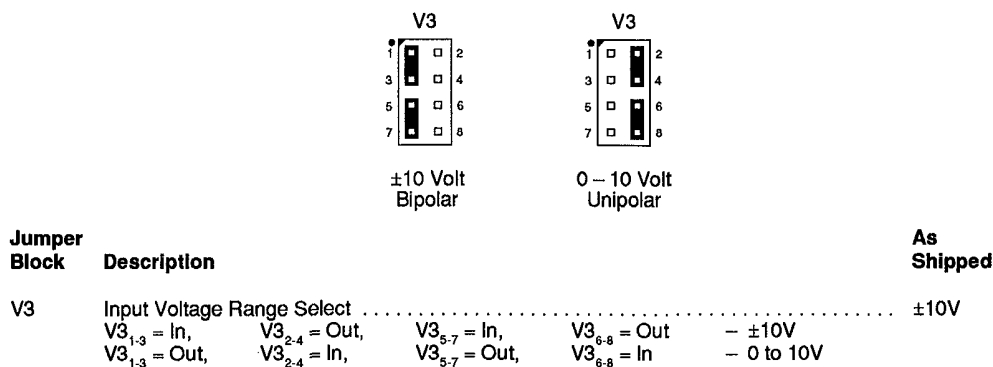 V3 V3
1 2 1 2
3 4 3 4
5 6 5 6
7 8 7 8
±10 Volt 0 – 10 Volt
Bipolar Unipolar
Jumper As
Block Description Shipped
V3 Input Voltage Range Select . . . . . . . . . . . . . . . . . . . . . . . . . . . . . . . . . . . . . . . . . . . . . . . . . . . . . ±10V
V3₁₋₃ = In, V3₂₋₄ = Out, V3₅₋₇ = In, V3₆₋₈ = Out – ±10V
V3₁₋₃ = Out, V3₂₋₄ = In, V3₅₋₇ = Out, V3₆₋₈ = In – 0 to 10V